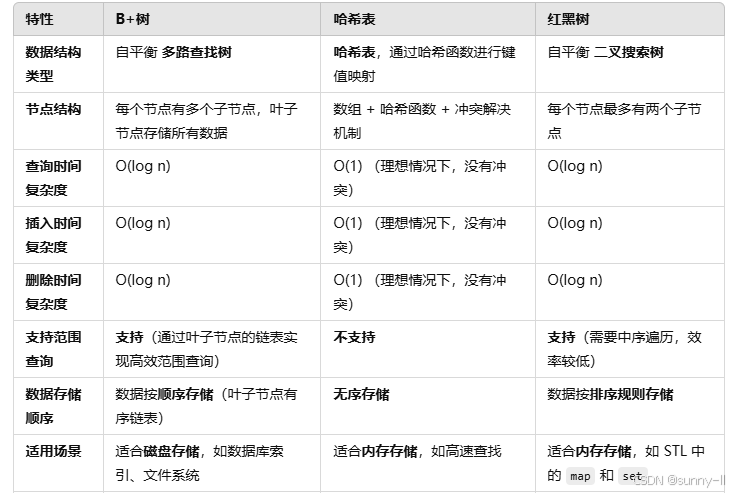 特性 B+树 哈希表 红黑树
数据结构 自平衡 多路查找树 哈希表，通过哈希函数进行键 自平衡 二叉搜索树
类型 值映射
节点结构 每个节点有多个子节点，叶子 数组 + 哈希函数 + 冲突解决 每个节点最多有两个子节
节点存储所有数据 机制 点
查询时间 O(log n) O(1) （理想情况下，没有冲 O(log n)
复杂度 突）
插入时间 O(log n) O(1) （理想情况下，没有冲 O(log n)
复杂度 突）
删除时间 O(log n) O(1) （理想情况下，没有冲 O(log n)
复杂度 突）
支持范围 支持（通过叶子节点的链表实 不支持 支持（需要中序遍历，效
查询 现高效范围查询） 率较低）
数据存储 数据按顺序存储（叶子节点有 无序存储 数据按排序规则存储
顺序 序链表）
适用场景 适合磁盘存储，如数据库索 适合内存存储，如高速查找 适合内存存储，如 STL 中
引、文件系统 的 map 和 set
CSDN @sunny-ll